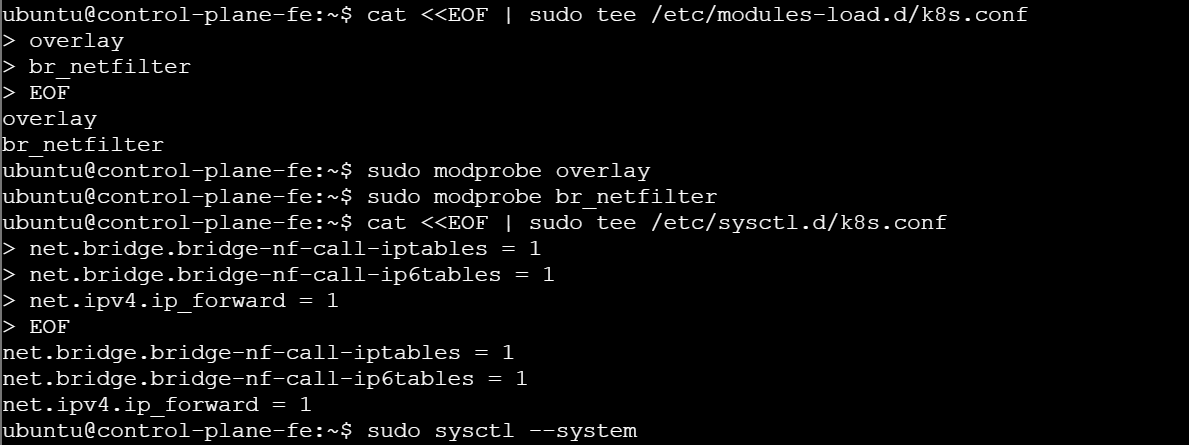 ubuntu@control-plane-fe:~$ cat <<EOF | sudo tee /etc/modules-load.d/k8s.conf
> overlay
> br_netfilter
> EOF
overlay
br_netfilter
ubuntu@control-plane-fe:~$ sudo modprobe overlay
ubuntu@control-plane-fe:~$ sudo modprobe br_netfilter
ubuntu@control-plane-fe:~$ cat <<EOF | sudo tee /etc/sysctl.d/k8s.conf
> net.bridge.bridge-nf-call-iptables = 1
> net.bridge.bridge-nf-call-ip6tables = 1
> net.ipv4.ip_forward = 1
> EOF
net.bridge.bridge-nf-call-iptables = 1
net.bridge.bridge-nf-call-ip6tables = 1
net.ipv4.ip_forward = 1
ubuntu@control-plane-fe:~$ sudo sysctl --system